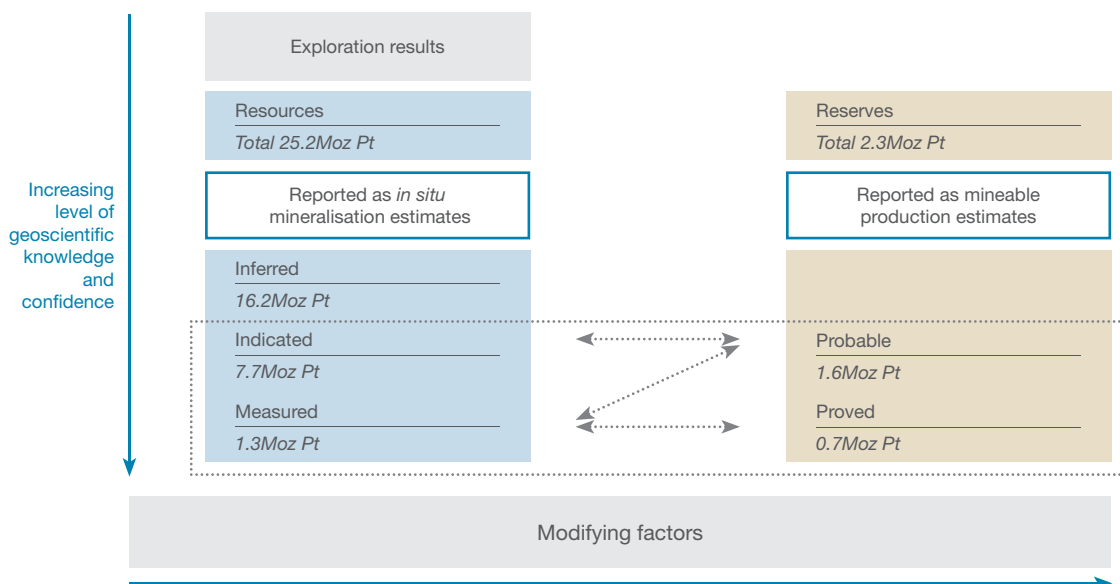 Exploration results
Resources
Total 25.2Moz Pt
Reserves
Total 2.3Moz Pt
Increasing
level of
geoscientific
knowledge
and
confidence
Reported as in situ
mineralisation estimates
Reported as mineable
production estimates
Inferred
16.2Moz Pt
Indicated
7.7Moz Pt
Probable
1.6Moz Pt
Measured
1.3Moz Pt
Proved
0.7Moz Pt
Modifying factors